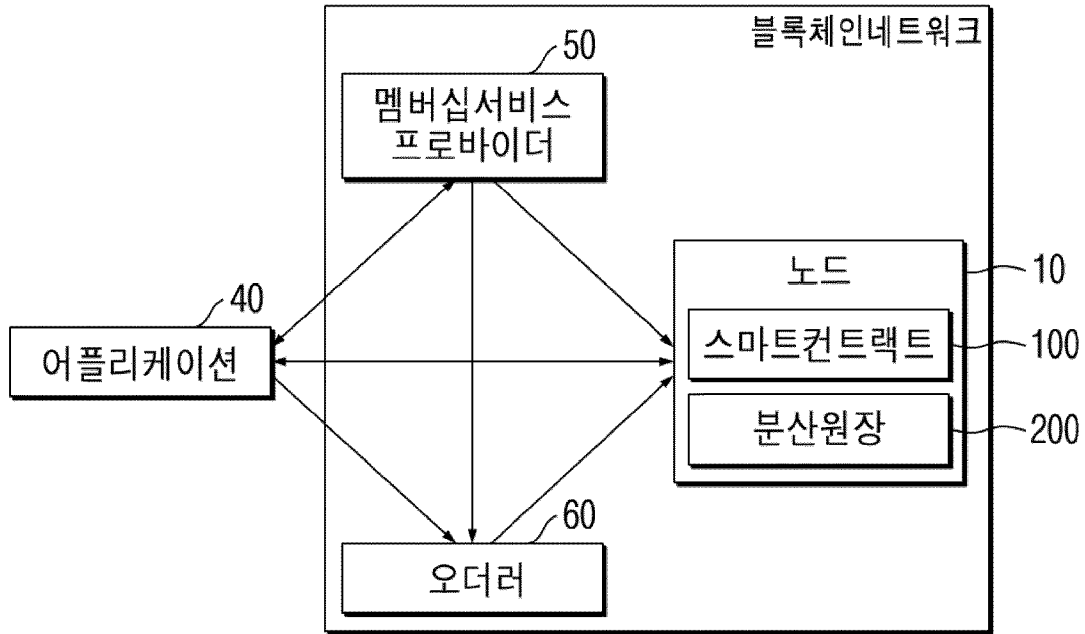 블록체인네트워크
50
멤버십서비스
프로바이더
노드
10
40
스마트컨트랙트
100
어플리케이션
분산원장
200
60
오더러